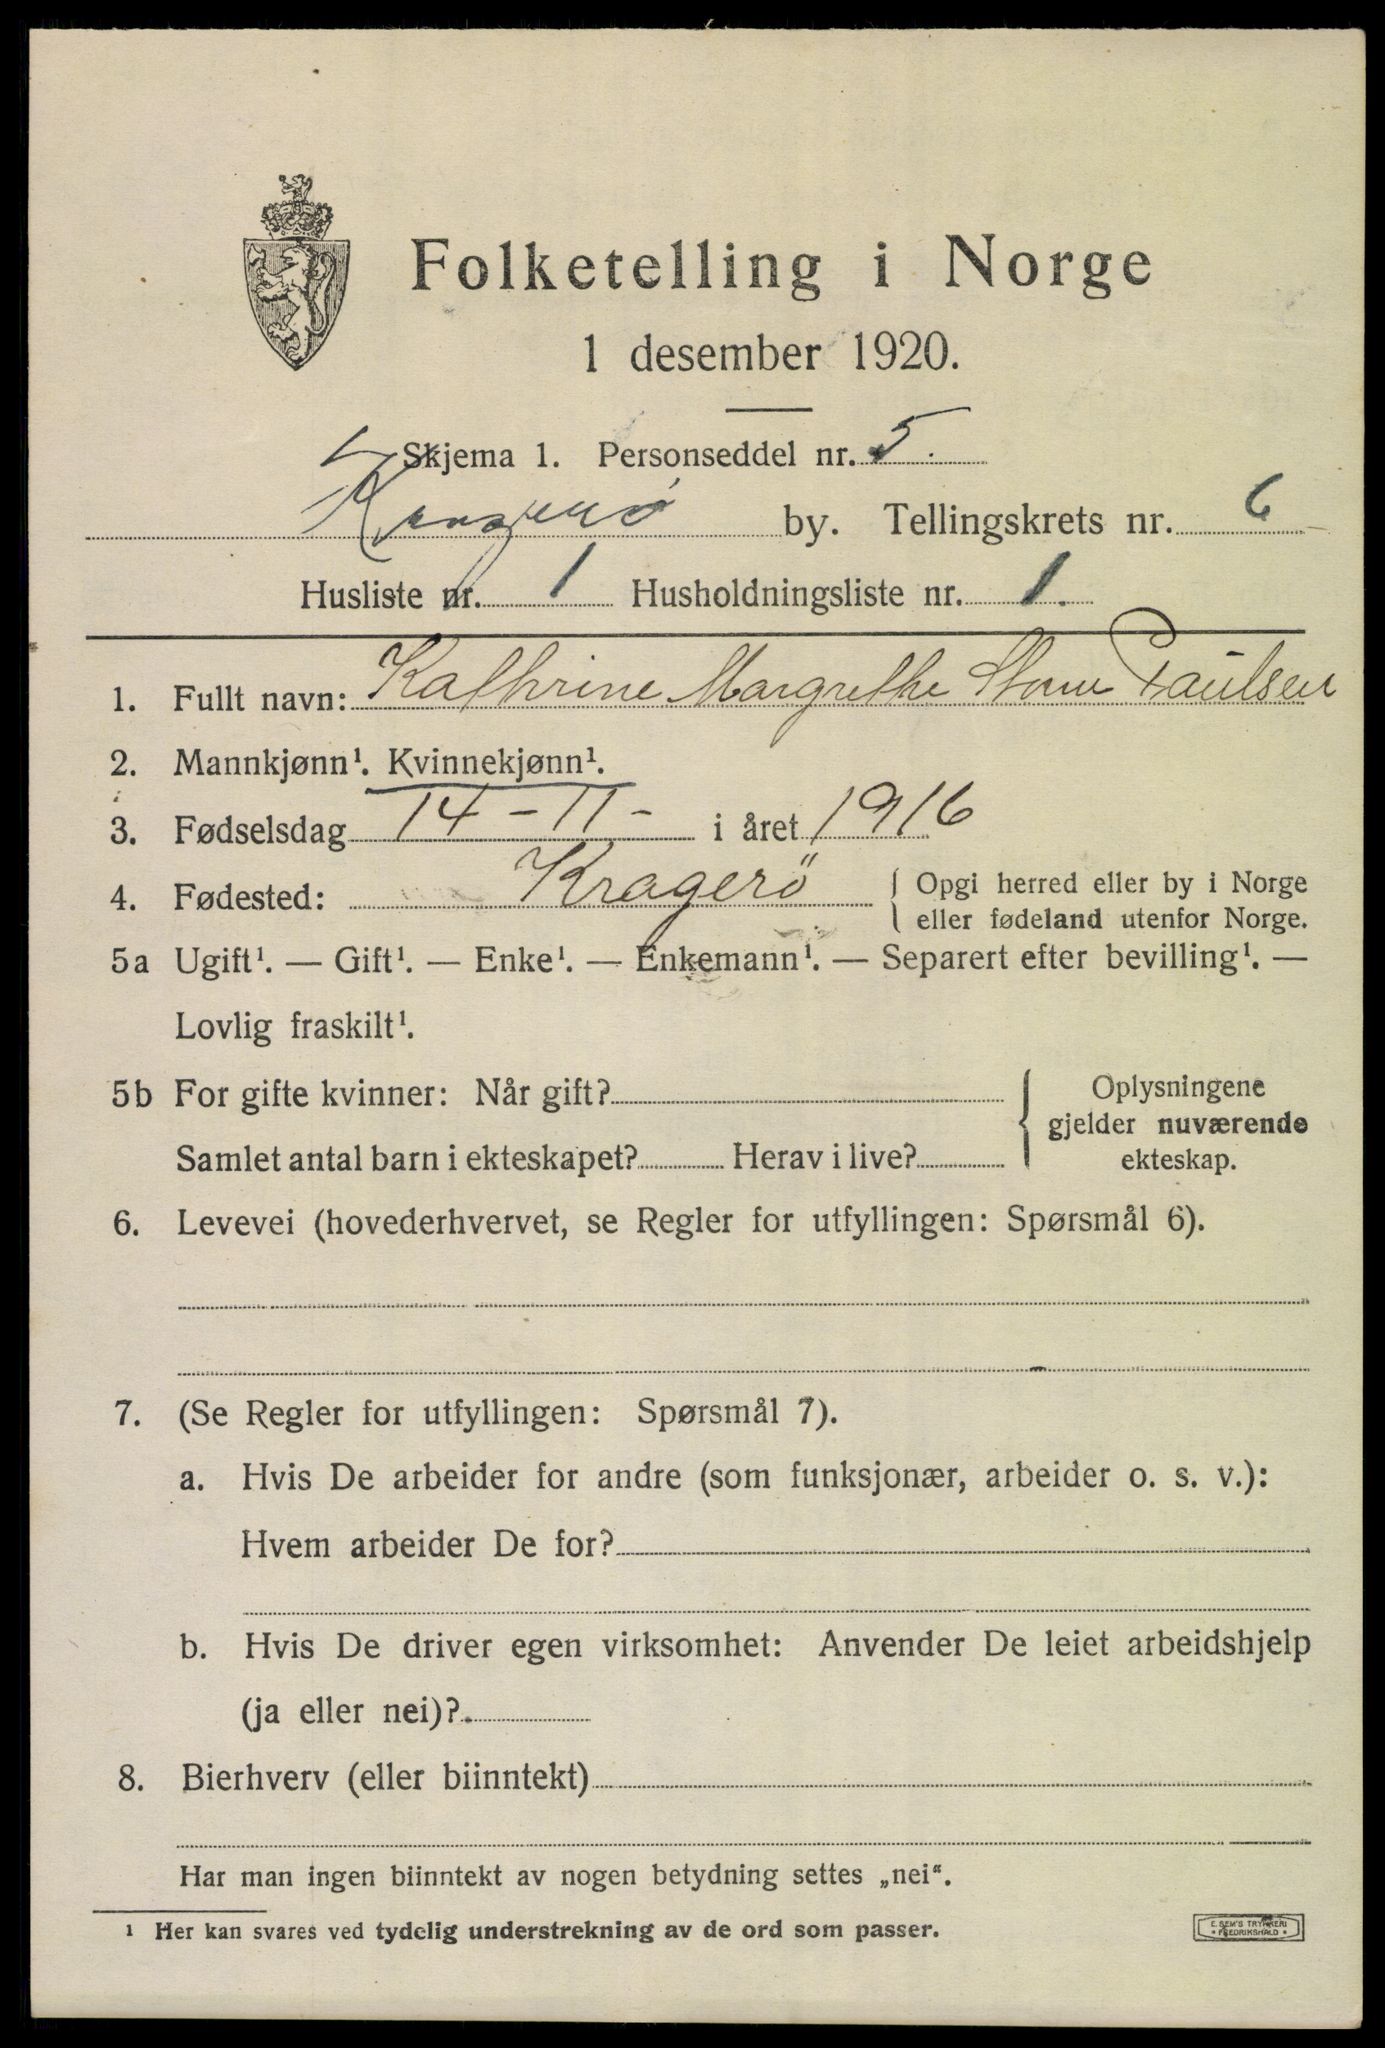 Folketelling i Norge
1 desember 1920.
Skjema 1. Personseddel nr. 5.
Kragerø by. Tellingskrets nr. 6
Husliste nr. 1 Husholdningsliste nr. 1.
1. Fullt navn: Kathrine Margrethe Paulsen
2. Mannkjønn¹. Kvinnekjønn¹.
3. Fødselsdag 14-11- i året 1916
4. Fødested: Kragerö { Opgi herred eller by i Norge
eller fødeland utenfor Norge.
5a Ugift¹. — Gift¹. — Enke¹. — Enkemann¹. — Separert efter bevilling¹. —
Lovlig fraskilt¹.
5b For gifte kvinner: Når gift? { Oplysningene
gjelder nuværende
Samlet antal barn i ekteskapet? Herav i live? ekteskap.
6. Levevei (hovederhvervet, se Regler for utfyllingen: Spørsmål 6).
7. (Se Regler for utfyllingen: Spørsmål 7).
a. Hvis De arbeider for andre (som funksjonær, arbeider o. s. v.):
Hvem arbeider De for?
b. Hvis De driver egen virksomhet: Anvender De leiet arbeidshjelp
(ja eller nei)?
8. Bierhverv (eller biinntekt)
Har man ingen biinntekt av nogen betydning settes „nei“.
¹ Her kan svares ved tydelig understrekning av de ord som passer.
E. SEM'S TRYKKERI
* FREDRIKSHALD *